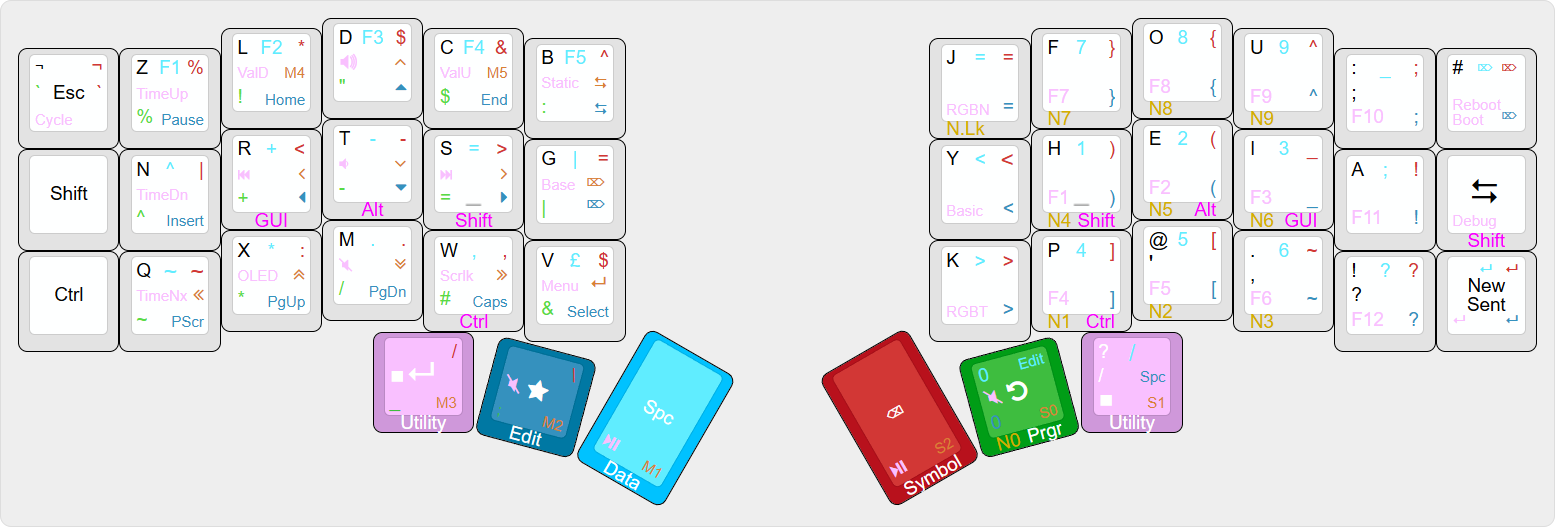 ¬ ¬
` Esc `
Cycle
Z F1 %
TimeUp
% Pause
L F2 *
ValD M4
! Home
D F3 $
"
C F4 &
ValU M5
$ End
B F5 ^
Static ⇆
: ⇆
J = =
RGBN =
N.Lk
F 7 }
F7 }
N7
O 8 {
F8 {
N8
U 9 ^
F9 ^
N9
: _ ;
;
F10 ;
# ⌦ ⌦
Reboot
Boot ⌦
Shift
N ^ |
TimeDn
^ Insert
R + <
⏮ <
+
GUI
T - -
-
Alt
S = >
⏭ >
= _
Shift
G | =
Base ⌦
| ⌦
Y < <
Basic <
H 1 )
F1 _ )
N4 Shift
E 2 (
F2 (
N5 Alt
I 3 _
F3 _
N6 GUI
A ; !
F11 !
⇆
Debug
Shift
Ctrl
Q ~ ~
TimeNx «
~ PScr
X * :
OLED
* PgUp
M . .
/ PgDn
W , ,
Scrlk »
# Caps
Ctrl
V £ $
Menu ↵
& Select
K > >
RGBT >
P 4 ]
F4 ]
N1 Ctrl
@ 5 [
'
F5 [
N2
. 6 ~
,
F6 ~
N3
! ? ?
?
F12 ?
↵ ↵
New
Sent
↵ ↵
/
■ ↵
_ M3
Utility
|
★
: M2
Edit
Spc
⏯ M1
Data
⌫
⏯ S2
Symbol
0 Edit
0 S0
N0 Prgr
? /
/ Spc
■ S1
Utility